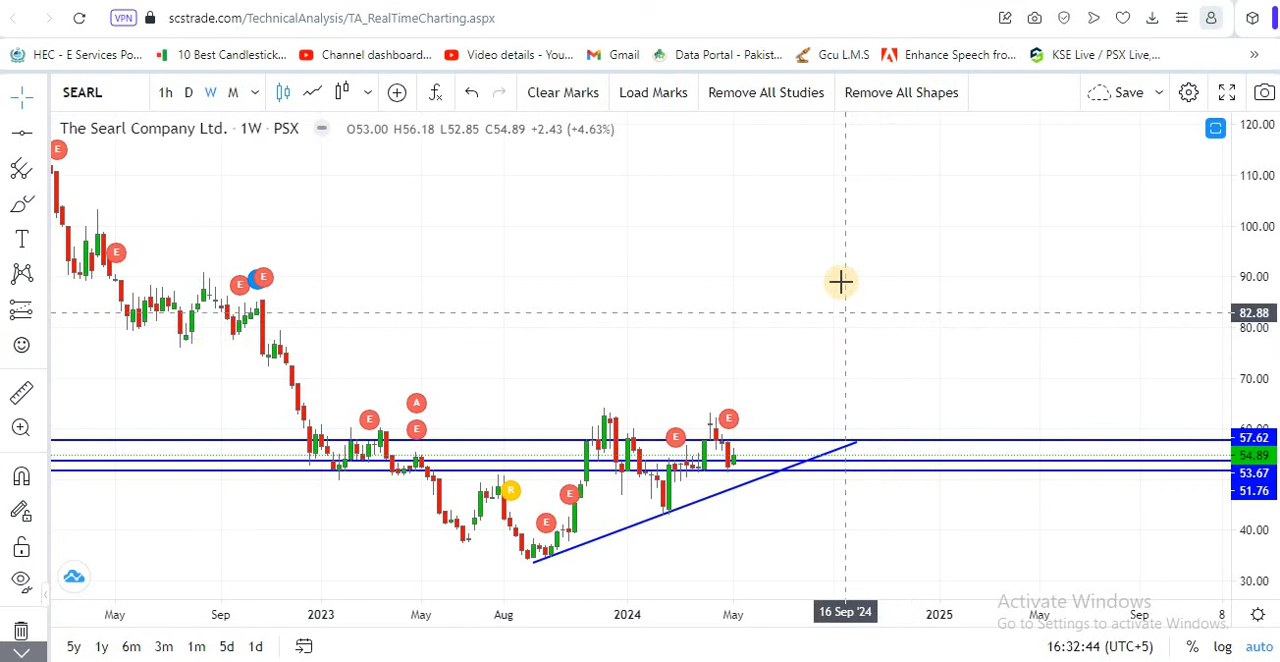 VPN scstrade.com/TechnicalAnalysis/TA_RealTimeCharting.aspx
HEC - E Services Po... 10 Best Candlestick... Channel dashboard... Video details - You... Gmail Data Portal - Pakist... Gcu L.M.S Enhance Speech fro... KSE Live / PSX Live,... »
SEARL 1h D W M Clear Marks Load Marks Remove All Studies Remove All Shapes Save
The Searl Company Ltd. · 1W · PSX O53.00 H56.18 L52.85 C54.89 +2.43 (+4.63%)
120.00
E
110.00
100.00
E
90.00
E E
82.88
80.00
70.00
A
E E E
E
57.62
54.89
53.67
51.76
R E
E
40.00
30.00
May Sep 2023 May Aug 2024 May 16 Sep '24 2025 May Sep 8
Activate Windows
Go to Settings to activate Windows.
5y 1y 6m 3m 1m 5d 1d 16:32:44 (UTC+5) % log auto